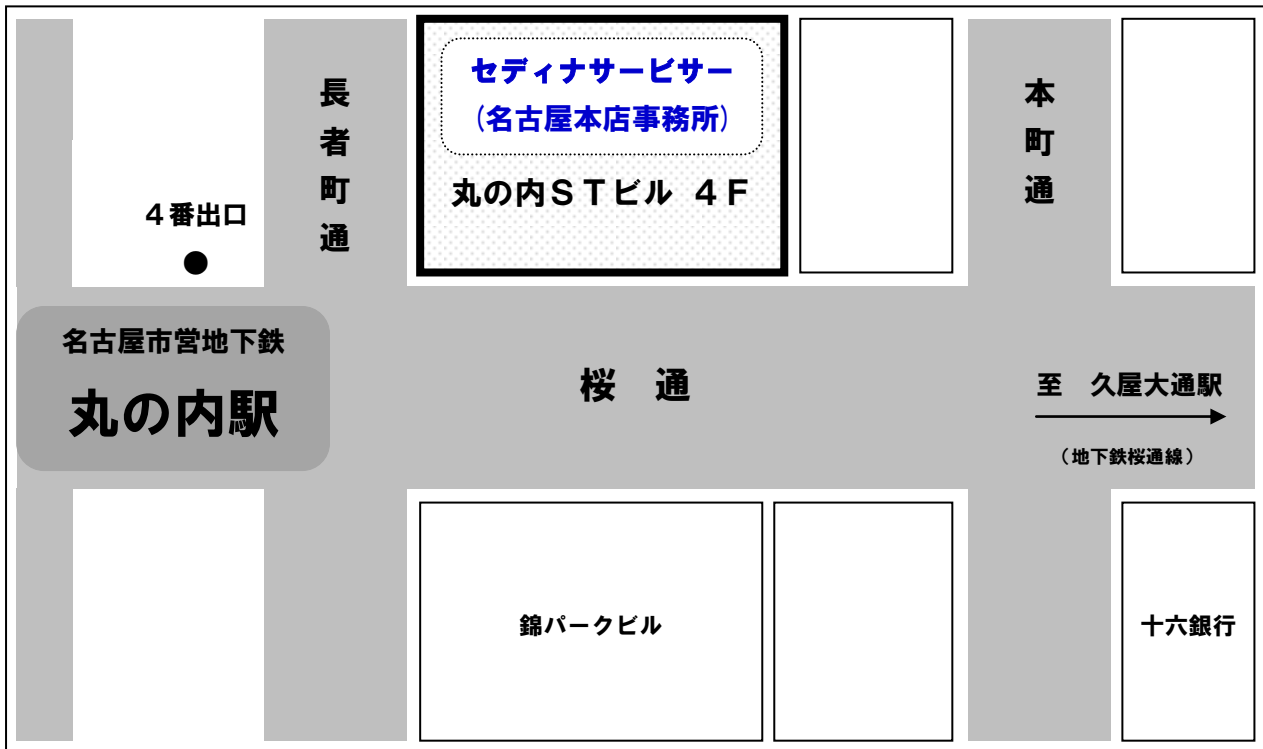 セディナサービサー
（名古屋本店事務所）
丸の内ＳＴビル ４Ｆ
長者町通
本町通
４番出口
名古屋市営地下鉄
丸の内駅
桜 通
至 久屋大通駅
（地下鉄桜通線）
錦パークビル
十六銀行